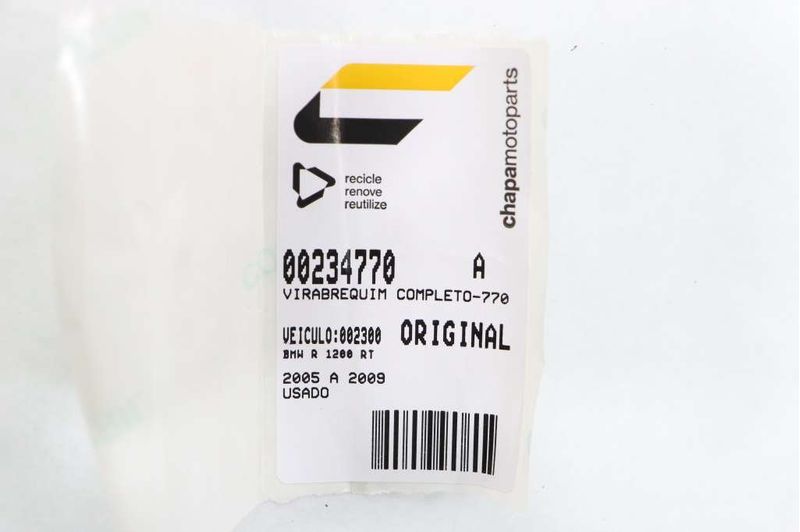 chapamotoparts
recicle
renove
reutilize
00234770 A
VIRABREQUIM COMPLETO-770
VEICULO:002300 ORIGINAL
BMW R 1200 RT
2005 A 2009
USADO